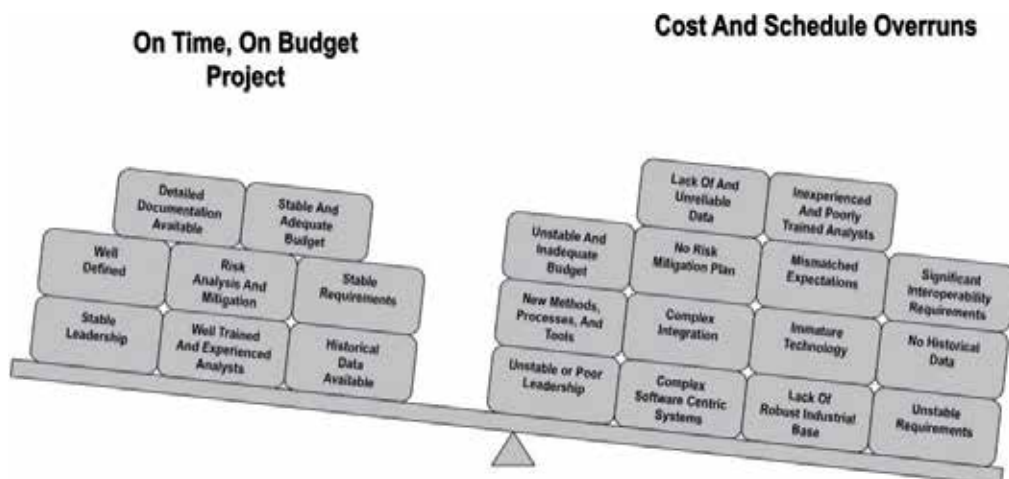 On Time, On Budget
Project
Cost And Schedule Overruns
Detailed
Documentation
Available
Stable And
Adequate
Budget
Well
Defined
Risk
Analysis And
Mitigation
Stable
Requirements
Stable
Leadership
Well Trained
And Experienced
Analysts
Historical
Data
Available
Lack Of And
Unreliable
Data
Inexperienced
And Poorly
Trained Analysts
Unstable And
Inadequate
Budget
No Risk
Mitigation Plan
Mismatched
Expectations
Significant
Interoperability
Requirements
New Methods,
Processes, And
Tools
Complex
Integration
Immature
Technology
No Historical
Data
Unstable or Poor
Leadership
Complex
Software Centric
Systems
Lack Of
Robust Industrial
Base
Unstable
Requirements